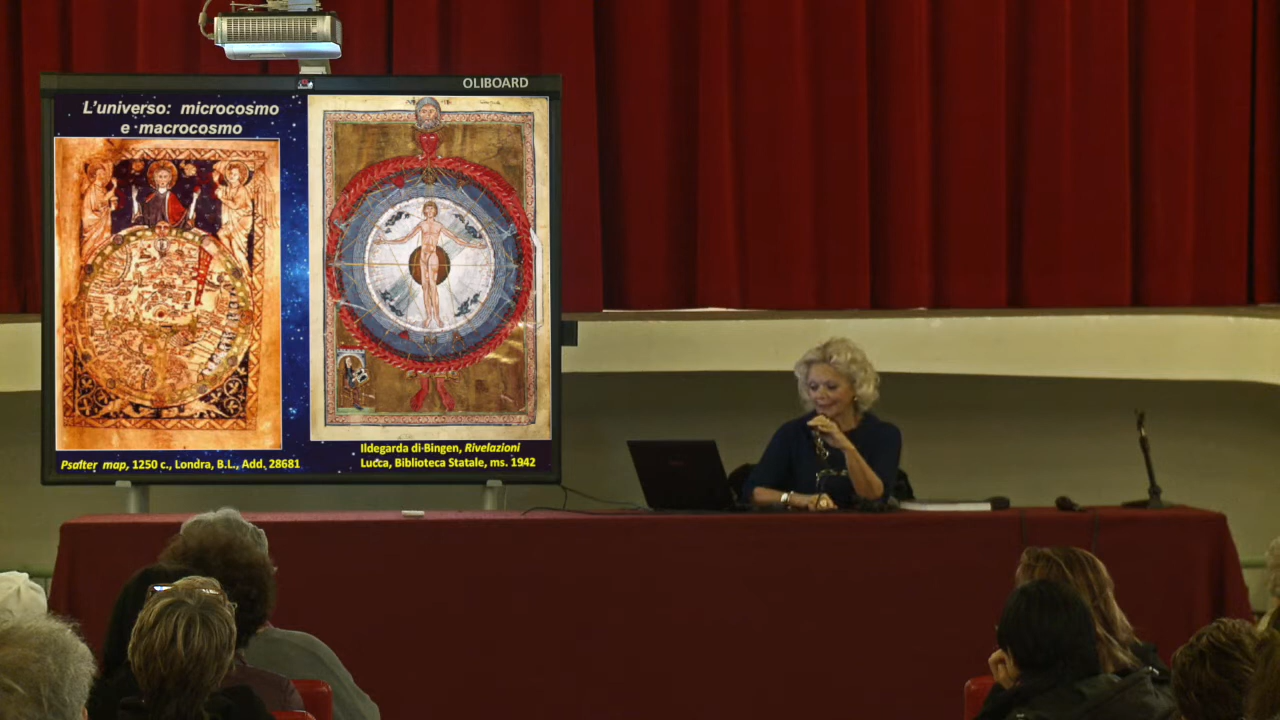 OLIBOARD
L'universo: microcosmo
e macrocosmo
Psalter map, 1250 c., Londra, B.L., Add. 28681
Ildegarda di Bingen, Rivelazioni
Lucca, Biblioteca Statale, ms. 1942